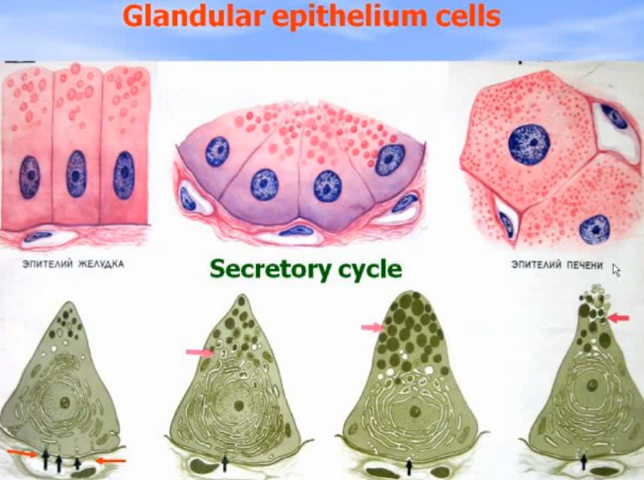 Glandular epithelium cells
ЭПИТЕЛИЙ ЖЕЛУДКА
ЭПИТЕЛИЙ ПЕЧЕНИ
Secretory cycle